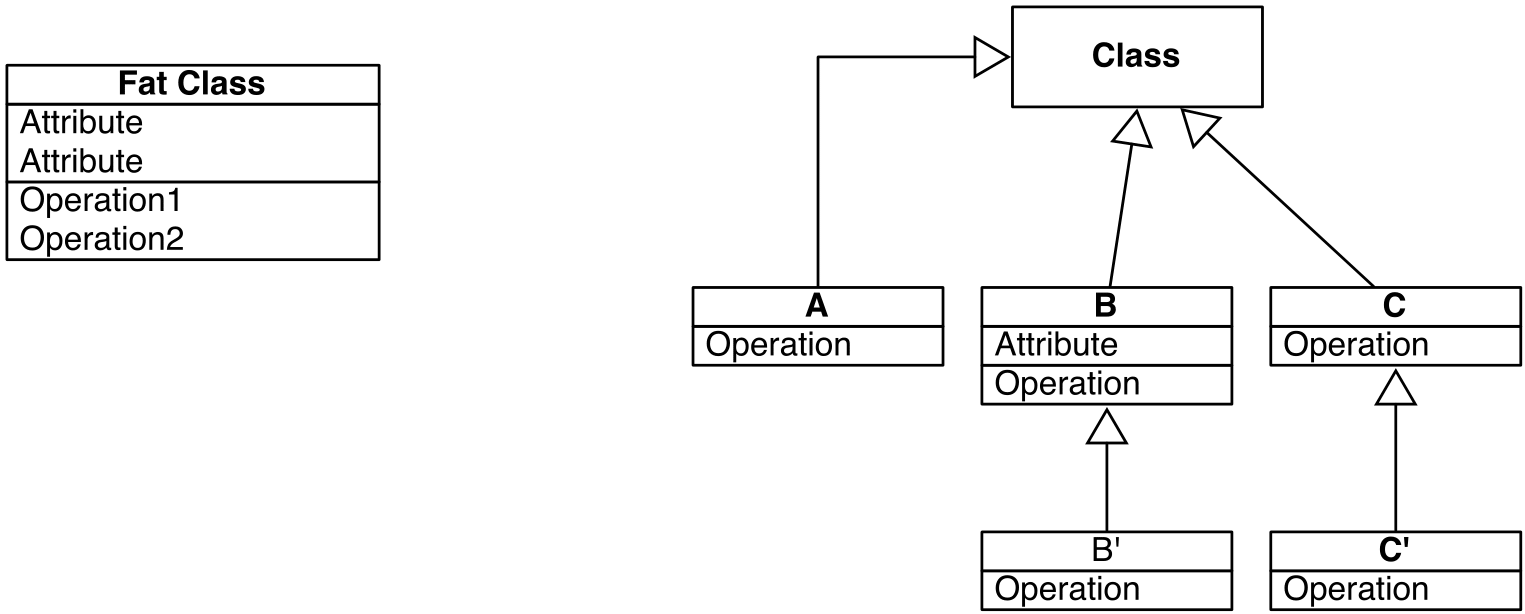 Fat Class
Attribute
Attribute
Operation1
Operation2
Class
A
Operation
B
Attribute
Operation
C
Operation
B'
Operation
C'
Operation